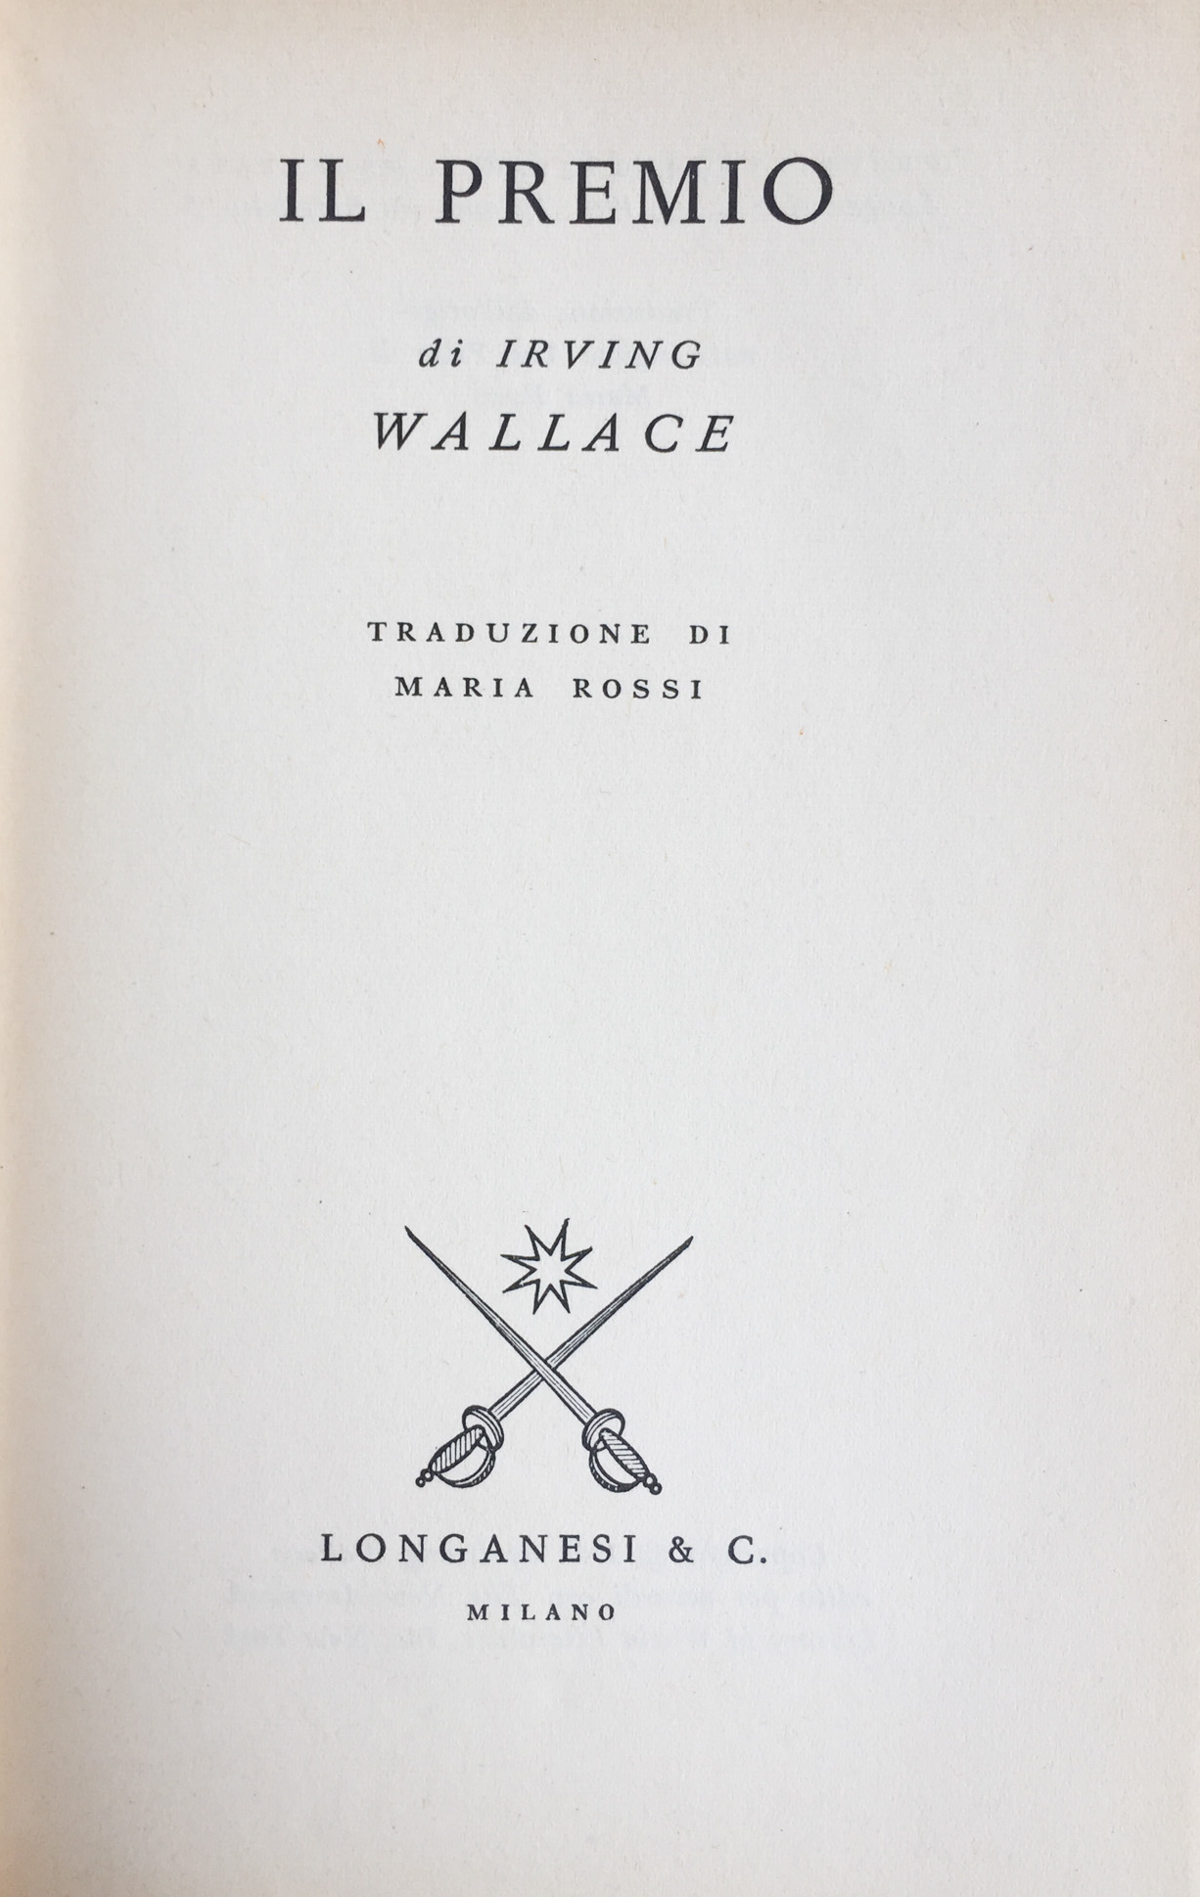 IL PREMIO
di IRVING
WALLACE
TRADUZIONE DI
MARIA ROSSI
LONGANESI & C.
MILANO